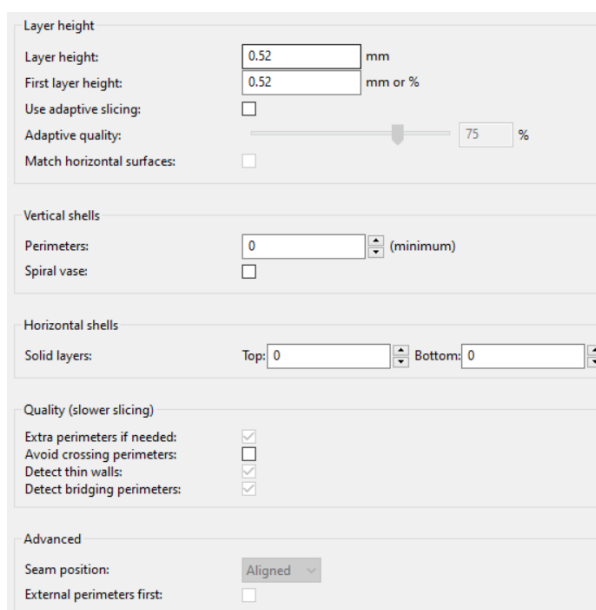 Layer height
Layer height: 0.52 mm
First layer height: 0.52 mm or %
Use adaptive slicing:
Adaptive quality: 75 %
Match horizontal surfaces:
Vertical shells
Perimeters: 0 (minimum)
Spiral vase:
Horizontal shells
Solid layers: Top: 0 Bottom: 0
Quality (slower slicing)
Extra perimeters if needed:
Avoid crossing perimeters:
Detect thin walls:
Detect bridging perimeters:
Advanced
Seam position: Aligned
External perimeters first: